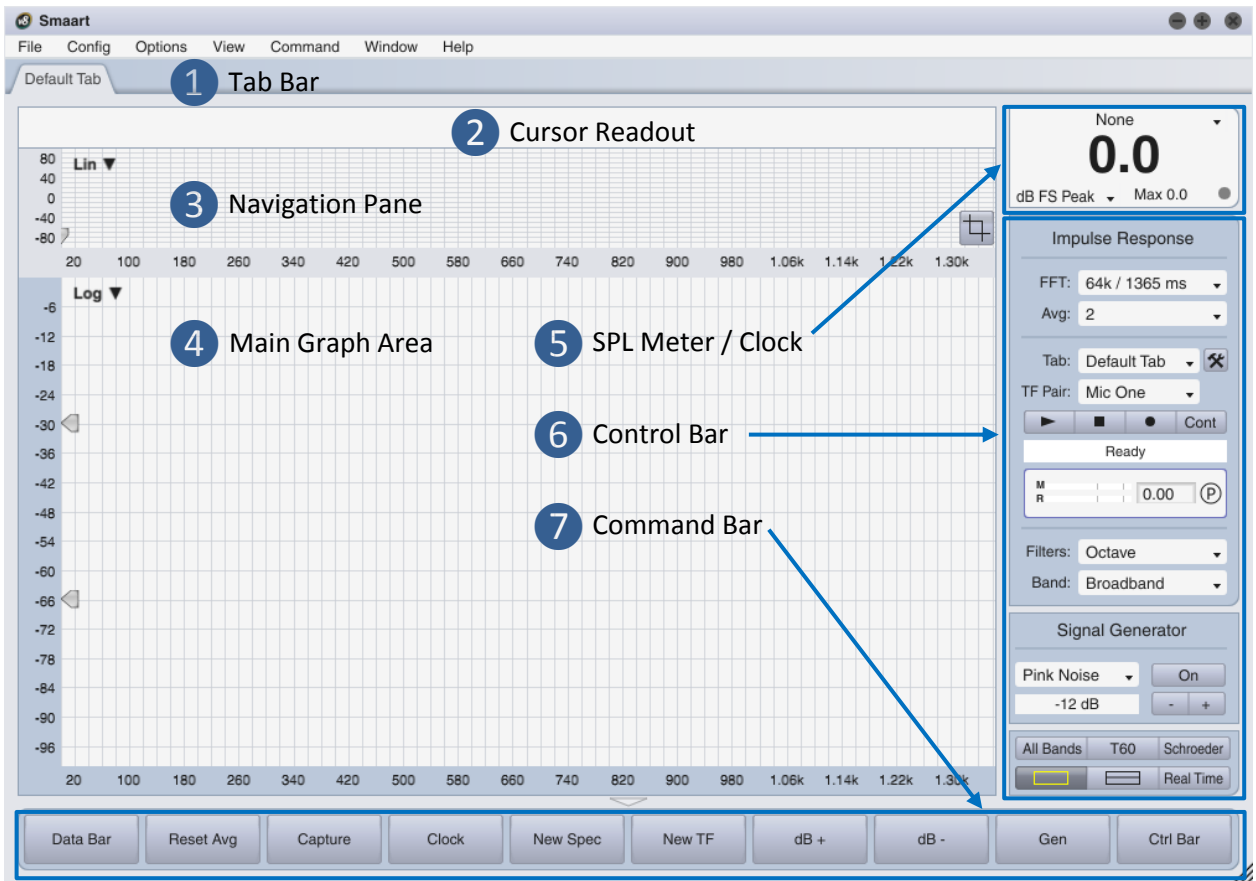 Smaart
File Config Options View Command Window Help
Default Tab
1 Tab Bar
2 Cursor Readout
None
0.0
dB FS Peak Max 0.0
80 Lin ▼
40
0
-40
-80
3 Navigation Pane
20 100 180 260 340 420 500 580 660 740 820 900 980 1.06k 1.14k 1.22k 1.30k
Log ▼
-6
-12
-18
-24
-30
-36
-42
-48
-54
-60
-66
-72
-78
-84
-90
-96
4 Main Graph Area
5 SPL Meter / Clock
6 Control Bar
7 Command Bar
20 100 180 260 340 420 500 580 660 740 820 900 980 1.06k 1.14k 1.22k 1.30k
Impulse Response
FFT: 64k / 1365 ms
Avg: 2
Tab: Default Tab
TF Pair: Mic One
Cont
Ready
M
R
0.00 P
Filters: Octave
Band: Broadband
Signal Generator
Pink Noise On
-12 dB - +
All Bands T60 Schroeder
Real Time
Data Bar Reset Avg Capture Clock New Spec New TF dB + dB - Gen Ctrl Bar